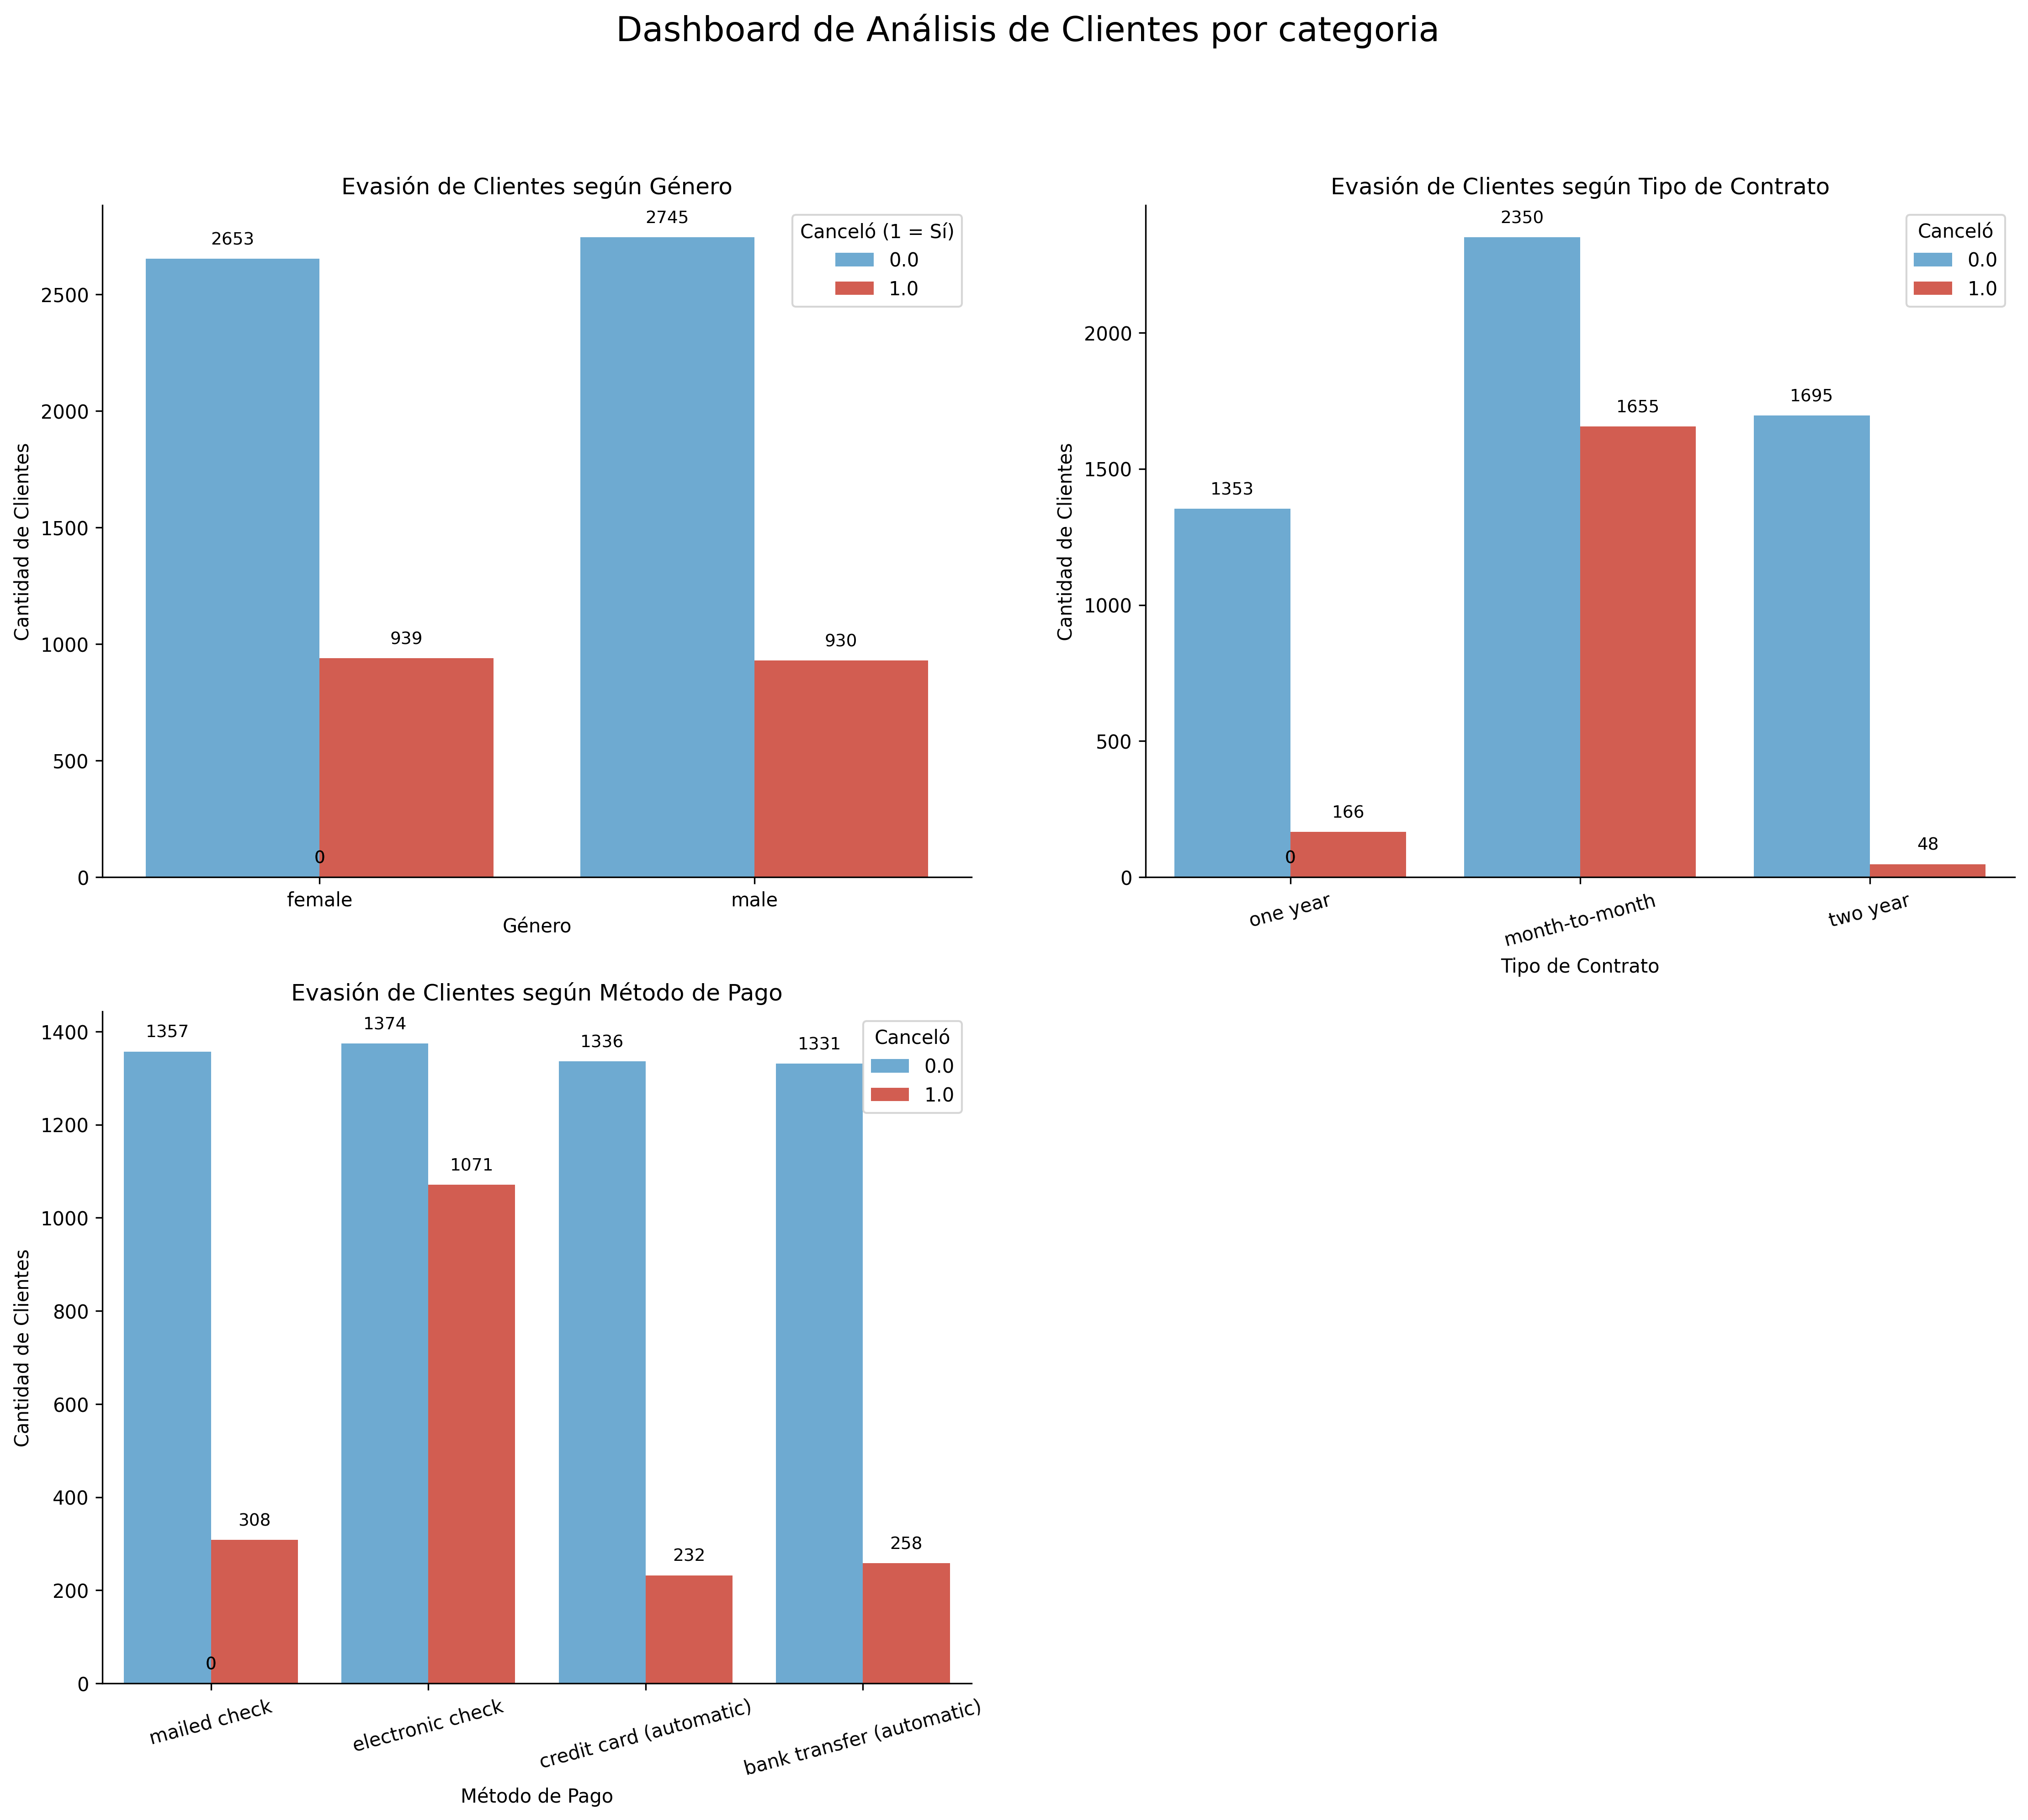 Dashboard de Análisis de Clientes por categoria
Evasión de Clientes según Género
Cantidad de Clientes
2500
2000
1500
1000
500
0
2653
939
0
2745
930
Canceló (1 = Sí)
0.0
1.0
female
male
Género
Evasión de Clientes según Tipo de Contrato
Cantidad de Clientes
2000
1500
1000
500
0
1353
166
0
2350
1655
1695
48
Canceló
0.0
1.0
one year
month-to-month
two year
Tipo de Contrato
Evasión de Clientes según Método de Pago
Cantidad de Clientes
1400
1200
1000
800
600
400
200
0
1357
308
0
1374
1071
1336
232
1331
258
Canceló
0.0
1.0
mailed check
electronic check
credit card (automatic)
bank transfer (automatic)
Método de Pago